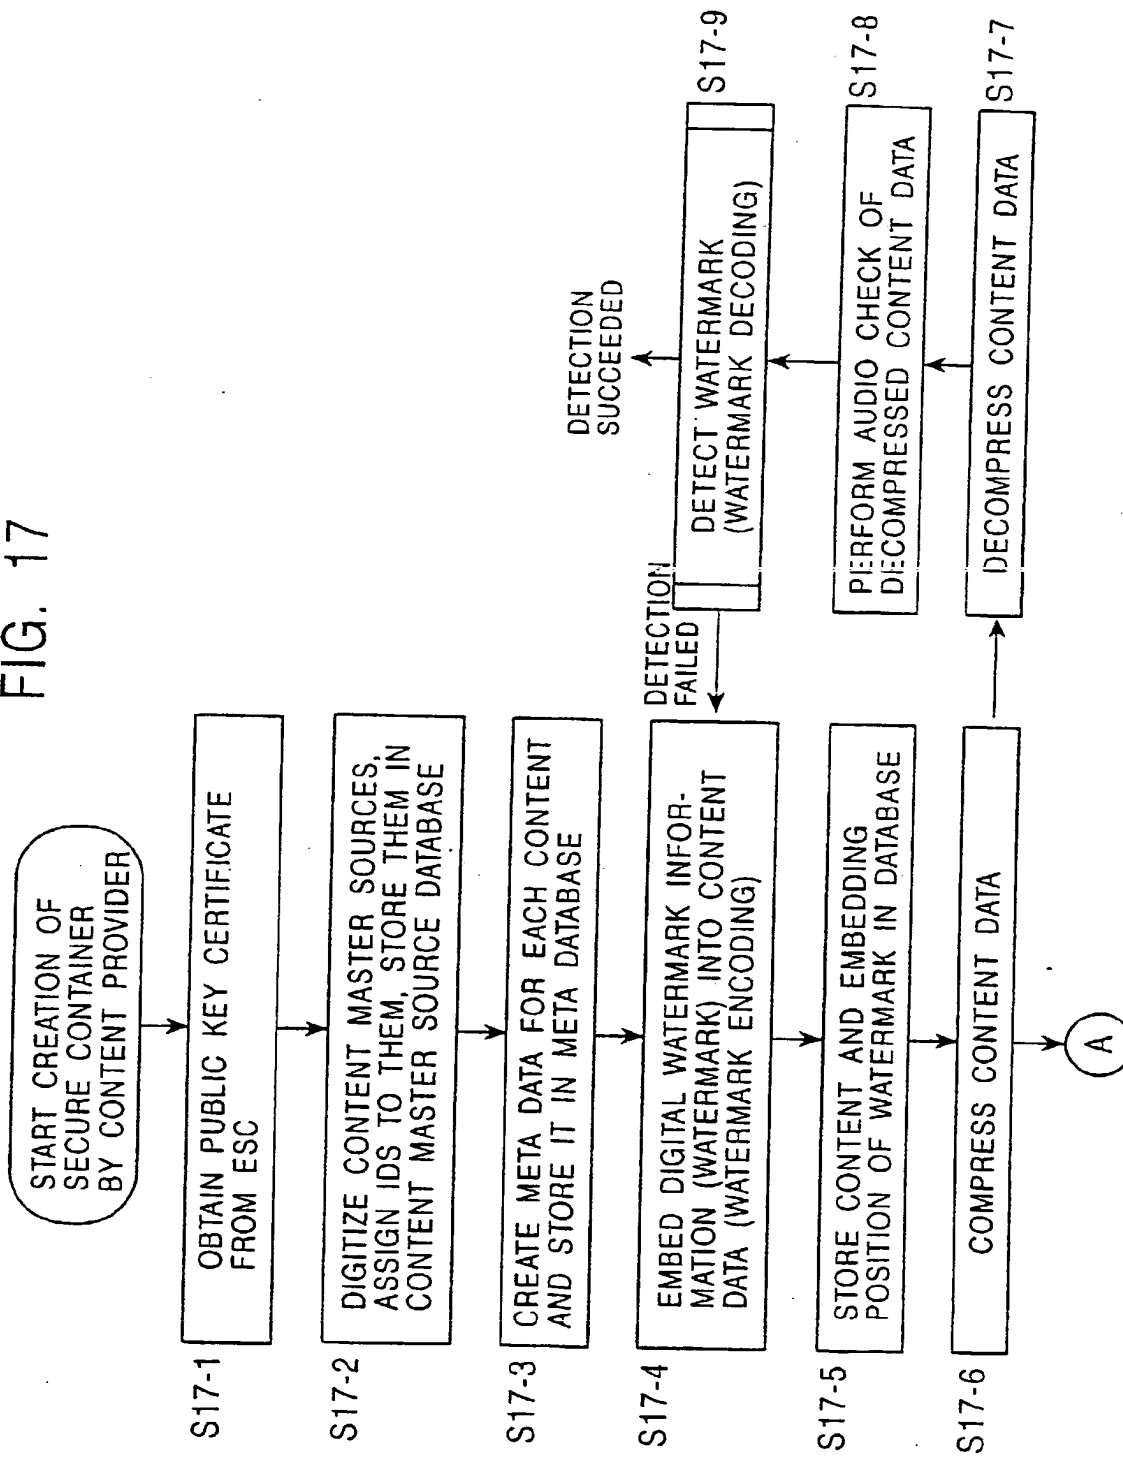 FIG. 17
START CREATION OF
SECURE CONTAINER
BY CONTENT PROVIDER
S17-1
OBTAIN PUBLIC KEY CERTIFICATE
FROM ESC
S17-2
DIGITIZE CONTENT MASTER SOURCES,
ASSIGN IDS TO THEM, STORE THEM IN
CONTENT MASTER SOURCE DATABASE
S17-3
CREATE META DATA FOR EACH CONTENT
AND STORE IT IN META DATABASE
S17-4
EMBED DIGITAL WATERMARK INFOR-
MATION (WATERMARK) INTO CONTENT
DATA (WATERMARK ENCODING)
S17-5
STORE CONTENT AND EMBEDDING
POSITION OF WATERMARK IN DATABASE
S17-6
COMPRESS CONTENT DATA
A
DECOMPRESS CONTENT DATA
S17-7
PERFORM AUDIO CHECK OF
DECOMPRESSED CONTENT DATA
S17-8
DETECT WATERMARK
(WATERMARK DECODING)
S17-9
DETECTION
FAILED
DETECTION
SUCCEEDED